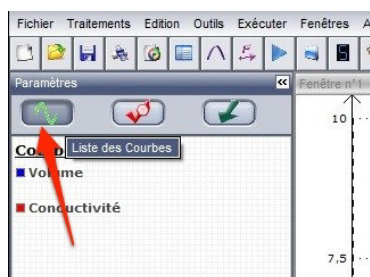 Fichier Traitements Edition Outils Exécuter Fenêtres A
Paramètres
Fenêtre n°1
Liste des Courbes
Volume
Conductivité
10
7,5